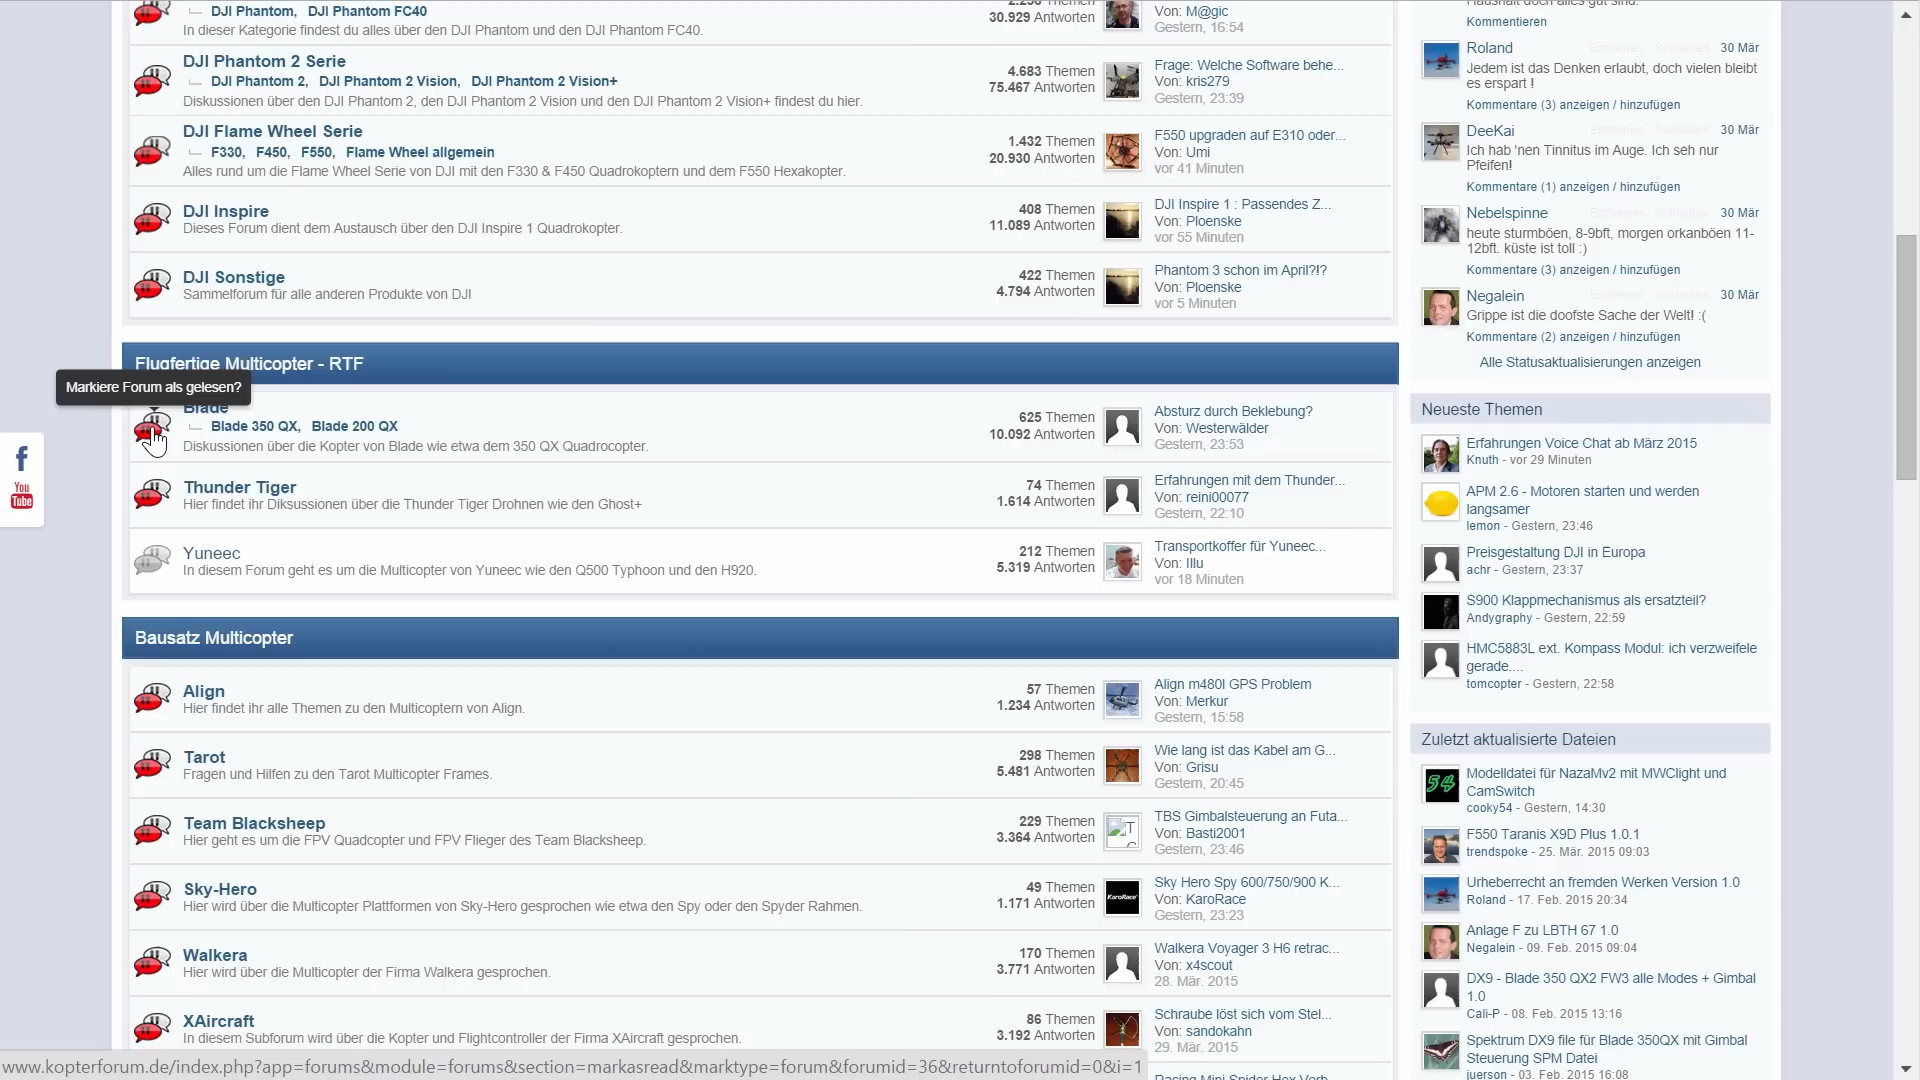 DJI Phantom, DJI Phantom FC40
In dieser Kategorie findest du alles über den DJI Phantom und den DJI Phantom FC40.
30.929 Antworten
Von: M@gic
Gestern, 16:54
DJI Phantom 2 Serie
DJI Phantom 2, DJI Phantom 2 Vision, DJI Phantom 2 Vision+
Diskussionen über den DJI Phantom 2, den DJI Phantom 2 Vision und den DJI Phantom 2 Vision+ findest du hier.
4.683 Themen
75.467 Antworten
Frage: Welche Software behe...
Von: kris279
Gestern, 23:39
DJI Flame Wheel Serie
F330, F450, F550, Flame Wheel allgemein
Alles rund um die Flame Wheel Serie von DJI mit den F330 & F450 Quadrokoptern und dem F550 Hexakopter.
1.432 Themen
20.930 Antworten
F550 upgraden auf E310 oder...
Von: Umi
vor 41 Minuten
DJI Inspire
Dieses Forum dient dem Austausch über den DJI Inspire 1 Quadrokopter.
408 Themen
11.089 Antworten
DJI Inspire 1 : Passendes Z...
Von: Ploenske
vor 55 Minuten
DJI Sonstige
Sammelforum für alle anderen Produkte von DJI
422 Themen
4.794 Antworten
Phantom 3 schon im April?!?
Von: Ploenske
vor 5 Minuten
Flugfertige Multicopter - RTF
Markiere Forum als gelesen?
Blade
Blade 350 QX, Blade 200 QX
Diskussionen über die Kopter von Blade wie etwa dem 350 QX Quadrocopter.
625 Themen
10.092 Antworten
Absturz durch Beklebung?
Von: Westerwälder
Gestern, 23:53
Thunder Tiger
Hier findet ihr Diksussionen über die Thunder Tiger Drohnen wie den Ghost+
74 Themen
1.614 Antworten
Erfahrungen mit dem Thunder...
Von: reini00077
Gestern, 22:10
Yuneec
In diesem Forum geht es um die Multicopter von Yuneec wie den Q500 Typhoon und den H920.
212 Themen
5.319 Antworten
Transportkoffer für Yuneec...
Von: Illu
vor 18 Minuten
Bausatz Multicopter
Align
Hier findet ihr alle Themen zu den Multicoptern von Align.
57 Themen
1.234 Antworten
Align m480l GPS Problem
Von: Merkur
Gestern, 15:58
Tarot
Fragen und Hilfen zu den Tarot Multicopter Frames.
298 Themen
5.481 Antworten
Wie lang ist das Kabel am G...
Von: Grisu
Gestern, 20:45
Team Blacksheep
Hier geht es um die FPV Quadcopter und FPV Flieger des Team Blacksheep.
229 Themen
3.364 Antworten
TBS Gimbalsteuerung an Futa...
Von: Basti2001
Gestern, 23:46
Sky-Hero
Hier wird über die Multicopter Plattformen von Sky-Hero gesprochen wie etwa den Spy oder den Spyder Rahmen.
49 Themen
1.171 Antworten
KaroRace
Sky Hero Spy 600/750/900 K...
Von: KaroRace
Gestern, 23:23
Walkera
Hier wird über die Multicopter der Firma Walkera gesprochen.
170 Themen
3.771 Antworten
Walkera Voyager 3 H6 retrac...
Von: x4scout
28. Mär. 2015
XAircraft
In diesem Subforum wird über die Kopter und Flightcontroller der Firma XAircraft gesprochen.
86 Themen
3.192 Antworten
Schraube löst sich vom Stel...
Von: sandokahn
29. Mär. 2015
Racing Mini Spider Hex Verb...
www.kopterforum.de/index.php?app=forums&module=forums&section=markasread&marktype=forum&forumid=36&returntoforumid=0&i=1
f
You
Tube
Haushalt doch alles gut sind.
Kommentieren
Roland
Entfernen Schließen 30 Mär
Jedem ist das Denken erlaubt, doch vielen bleibt
es erspart !
Kommentare (3) anzeigen / hinzufügen
DeeKai
Entfernen Schließen 30 Mär
Ich hab 'nen Tinnitus im Auge. Ich seh nur
Pfeifen!
Kommentare (1) anzeigen / hinzufügen
Nebelspinne
Entfernen Schließen 30 Mär
heute sturmböen, 8-9bft, morgen orkanböen 11-
12bft. küste ist toll :)
Kommentare (3) anzeigen / hinzufügen
Negalein
Entfernen Schließen 30 Mär
Grippe ist die doofste Sache der Welt! :(
Kommentare (2) anzeigen / hinzufügen
Alle Statusaktualisierungen anzeigen
Neueste Themen
Erfahrungen Voice Chat ab März 2015
Knuth - vor 29 Minuten
APM 2.6 - Motoren starten und werden
langsamer
lemon - Gestern, 23:46
Preisgestaltung DJI in Europa
achr - Gestern, 23:37
S900 Klappmechanismus als ersatzteil?
Andygraphy - Gestern, 22:59
HMC5883L ext. Kompass Modul: ich verzweifele
gerade....
tomcopter - Gestern, 22:58
Zuletzt aktualisierte Dateien
54
Modelldatei für NazaMv2 mit MWClight und
CamSwitch
cooky54 - Gestern, 14:30
F550 Taranis X9D Plus 1.0.1
trendspoke - 25. Mär. 2015 09:03
Urheberrecht an fremden Werken Version 1.0
Roland - 17. Feb. 2015 20:34
Anlage F zu LBTH 67 1.0
Negalein - 09. Feb. 2015 09:04
DX9 - Blade 350 QX2 FW3 alle Modes + Gimbal
1.0
Cali-P - 08. Feb. 2015 13:16
Spektrum DX9 file für Blade 350QX mit Gimbal
Steuerung SPM Datei
juerson - 03. Feb. 2015 16:08